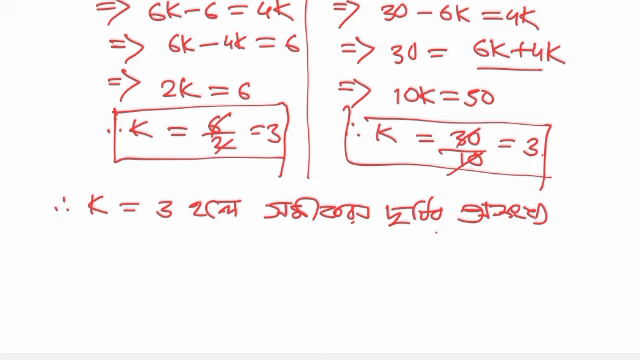 => 6K-6 = 4K
=> 6K-4K = 6
=> 2K = 6
∴ K = 6/2 = 3
=> 30-6K = 4K
=> 30 = 6K+4K
=> 10K = 30
∴ K = 30/10 = 3
∴ K = 3 হলে সমীকরণ দুটির অসংখ্য